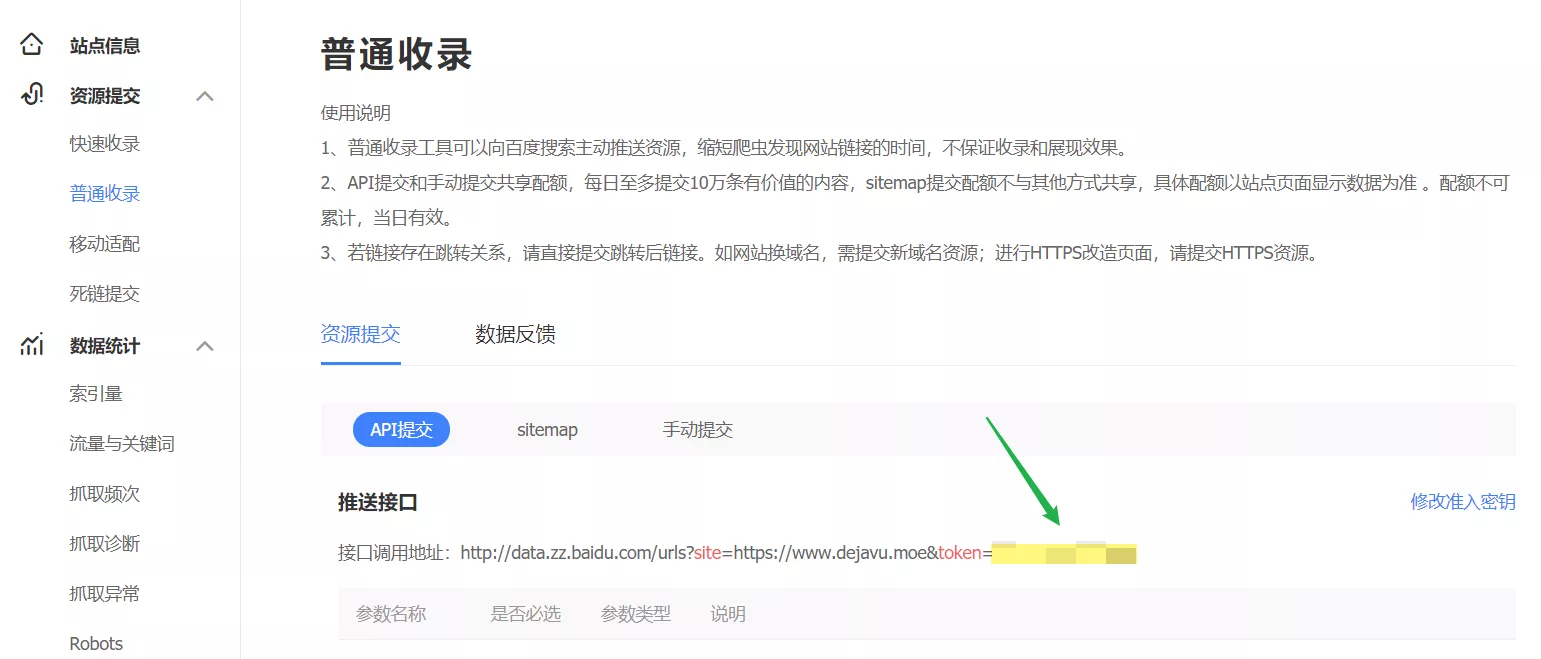 站点信息
资源提交
快速收录
普通收录
移动适配
死链提交
数据统计
索引量
流量与关键词
抓取频次
抓取诊断
抓取异常
Robots
普通收录
使用说明
1、普通收录工具可以向百度搜索主动推送资源，缩短爬虫发现网站链接的时间，不保证收录和展现效果。
2、API提交和手动提交共享配额，每日至多提交10万条有价值的内容，sitemap提交配额不与其他方式共享，具体配额以站点页面显示数据为准 。配额不可
累计，当日有效。
3、若链接存在跳转关系，请直接提交跳转后链接。如网站换域名，需提交新域名资源；进行HTTPS改造页面，请提交HTTPS资源。
资源提交 数据反馈
API提交 sitemap 手动提交
推送接口 修改准入密钥
接口调用地址：http://data.zz.baidu.com/urls?site=https://www.dejavu.moe&token=
参数名称 是否必选 参数类型 说明